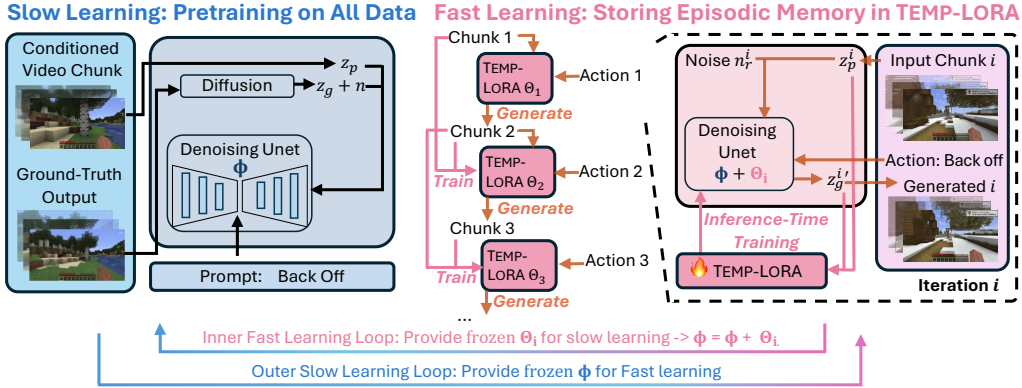 Slow Learning: Pretraining on All Data
Conditioned
Video Chunk
Ground-Truth
Output
z_p
Diffusion
z_g + n
Denoising Unet
ϕ
Prompt: Back Off
Fast Learning: Storing Episodic Memory in TEMP-LORA
Chunk 1
TEMP-
LORA Θ₁
Action 1
Generate
Chunk 2
TEMP-
LORA Θ₂
Action 2
Train
Generate
Chunk 3
TEMP-
LORA Θ₃
Action 3
Train
Generate
...
Noise n_r^i
z_p^i
Input Chunk i
Denoising
Unet
ϕ + Θ_i
Action: Back off
z_g^i′
Generated i
Inference-Time
Training
TEMP-LORA
Iteration i
Inner Fast Learning Loop: Provide frozen Θ_i for slow learning -> ϕ = ϕ + Θ_i.
Outer Slow Learning Loop: Provide frozen ϕ for Fast learning